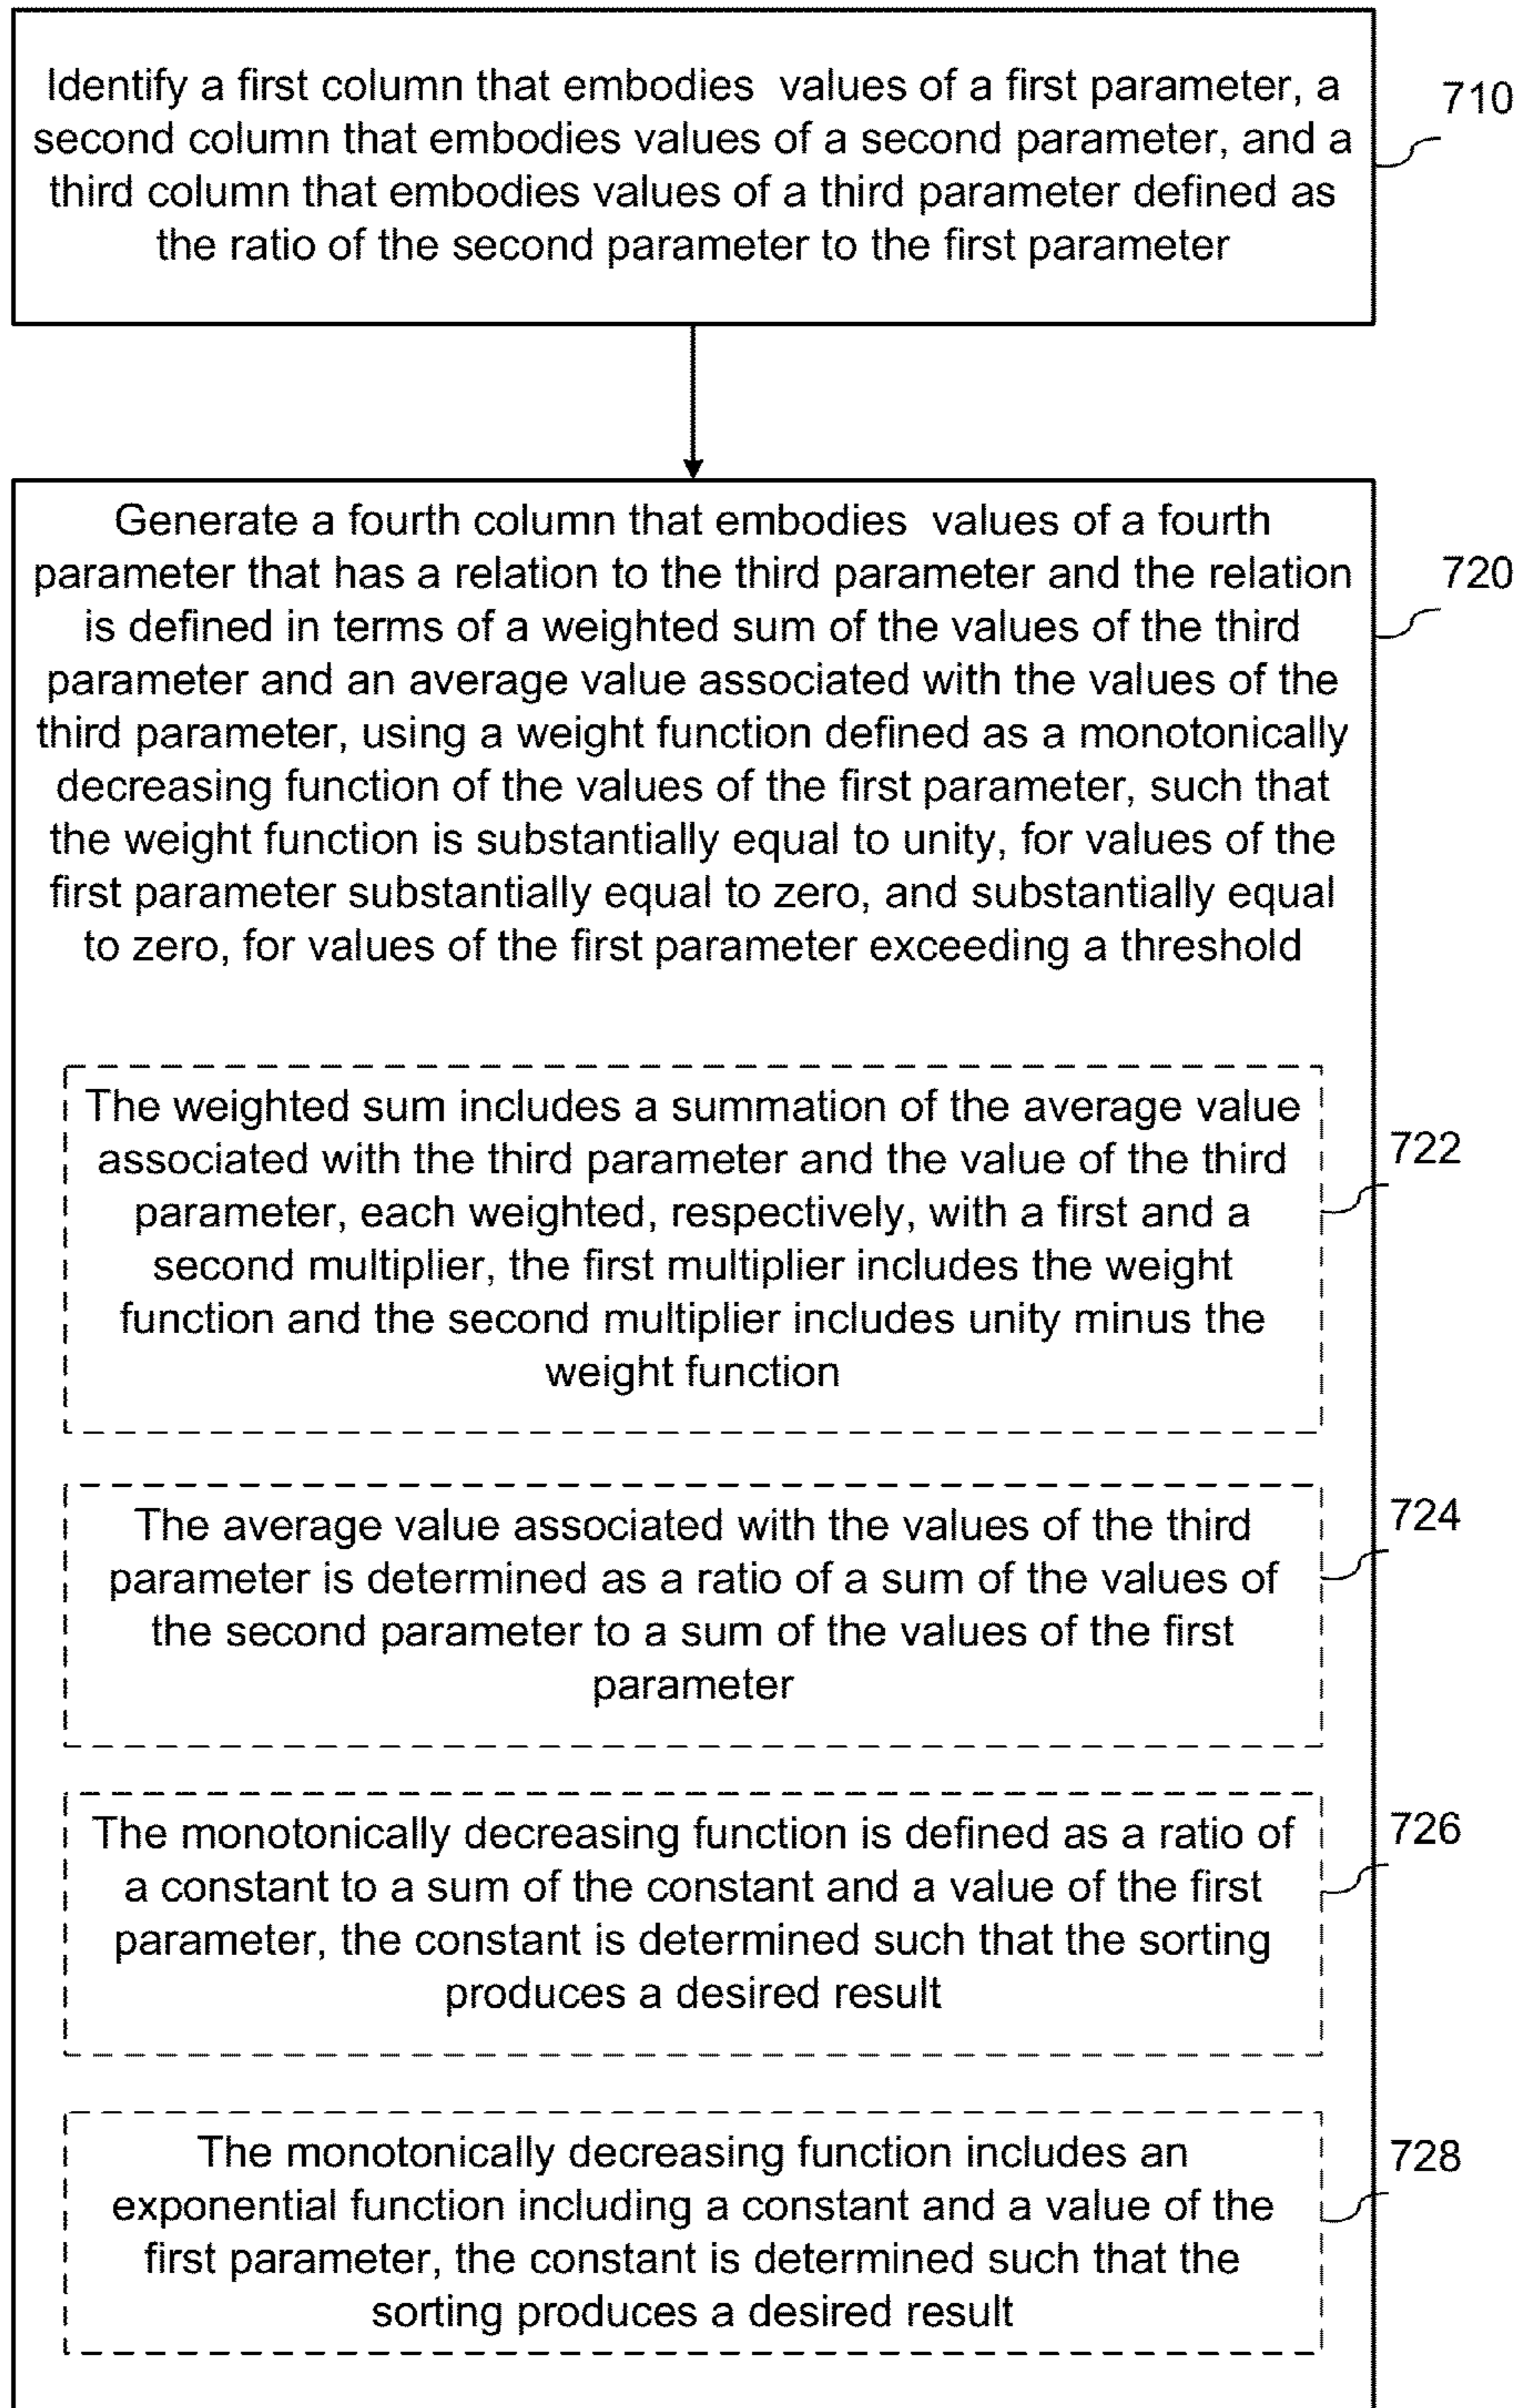 Identify a first column that embodies values of a first parameter, a
second column that embodies values of a second parameter, and a
third column that embodies values of a third parameter defined as
the ratio of the second parameter to the first parameter
710
Generate a fourth column that embodies values of a fourth
parameter that has a relation to the third parameter and the relation
is defined in terms of a weighted sum of the values of the third
parameter and an average value associated with the values of the
third parameter, using a weight function defined as a monotonically
decreasing function of the values of the first parameter, such that
the weight function is substantially equal to unity, for values of the
first parameter substantially equal to zero, and substantially equal
to zero, for values of the first parameter exceeding a threshold
720
The weighted sum includes a summation of the average value
associated with the third parameter and the value of the third
parameter, each weighted, respectively, with a first and a
second multiplier, the first multiplier includes the weight
function and the second multiplier includes unity minus the
weight function
722
The average value associated with the values of the third
parameter is determined as a ratio of a sum of the values of
the second parameter to a sum of the values of the first
parameter
724
The monotonically decreasing function is defined as a ratio of
a constant to a sum of the constant and a value of the first
parameter, the constant is determined such that the sorting
produces a desired result
726
The monotonically decreasing function includes an
exponential function including a constant and a value of the
first parameter, the constant is determined such that the
sorting produces a desired result
728